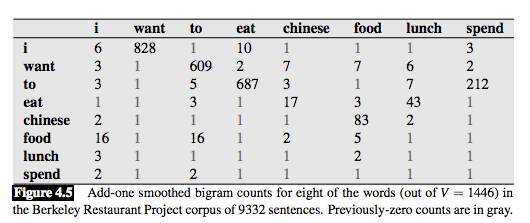 i want to eat chinese food lunch spend
i 6 828 1 10 1 1 1 3
want 3 1 609 2 7 7 6 2
to 3 1 5 687 3 1 7 212
eat 1 1 3 1 17 3 43 1
chinese 2 1 1 1 1 83 2 1
food 16 1 16 1 2 5 1 1
lunch 3 1 1 1 1 2 1 1
spend 2 1 2 1 1 1 1 1
Figure 4.5 Add-one smoothed bigram counts for eight of the words (out of V = 1446) in
the Berkeley Restaurant Project corpus of 9332 sentences. Previously-zero counts are in gray.